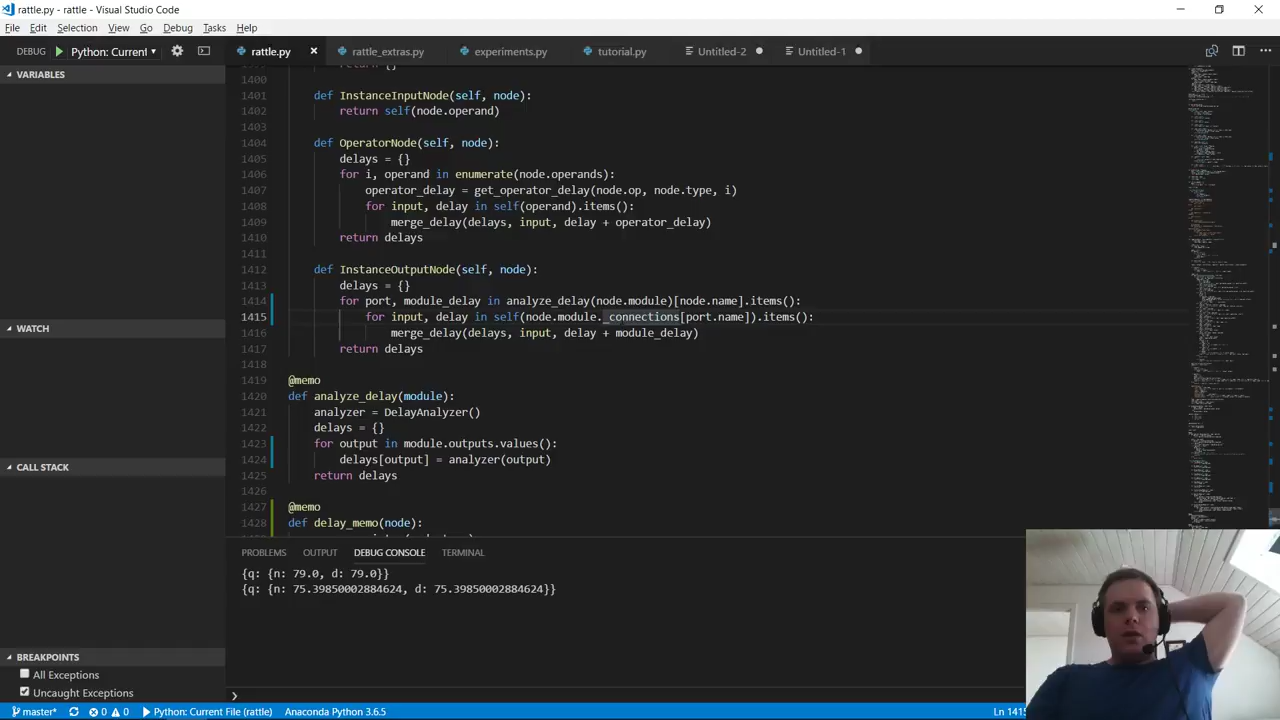 rattle.py - rattle - Visual Studio Code
File Edit Selection View Go Debug Tasks Help
DEBUG Python: Current rattle.py rattle_extras.py experiments.py tutorial.py Untitled-2 Untitled-1
VARIABLES
WATCH
CALL STACK
BREAKPOINTS
All Exceptions
Uncaught Exceptions
1400
1401 def InstanceInputNode(self, node):
1402 return self(node.operand)
1403
1404 def OperatorNode(self, node):
1405 delays = {}
1406 for i, operand in enumerate(node.operands):
1407 operator_delay = get_operator_delay(node.op, node.type, i)
1408 for input, delay in self(operand).items():
1409 merge_delay(delays, input, delay + operator_delay)
1410 return delays
1411
1412 def InstanceOutputNode(self, node):
1413 delays = {}
1414 for port, module_delay in analyze_delay(node.module)[node.name].items():
1415 for input, delay in self(node.module._connections[port.name]).items():
1416 merge_delay(delays, input, delay + module_delay)
1417 return delays
1418
1419 @memo
1420 def analyze_delay(module):
1421 analyzer = DelayAnalyzer()
1422 delays = {}
1423 for output in module.outputs.values():
1424 delays[output] = analyzer(output)
1425 return delays
1426
1427 @memo
1428 def delay_memo(node):
PROBLEMS OUTPUT DEBUG CONSOLE TERMINAL
{q: {n: 79.0, d: 79.0}}
{q: {n: 75.39850002884624, d: 75.39850002884624}}
master* 0 0 Python: Current File (rattle) Anaconda Python 3.6.5 Ln 1415